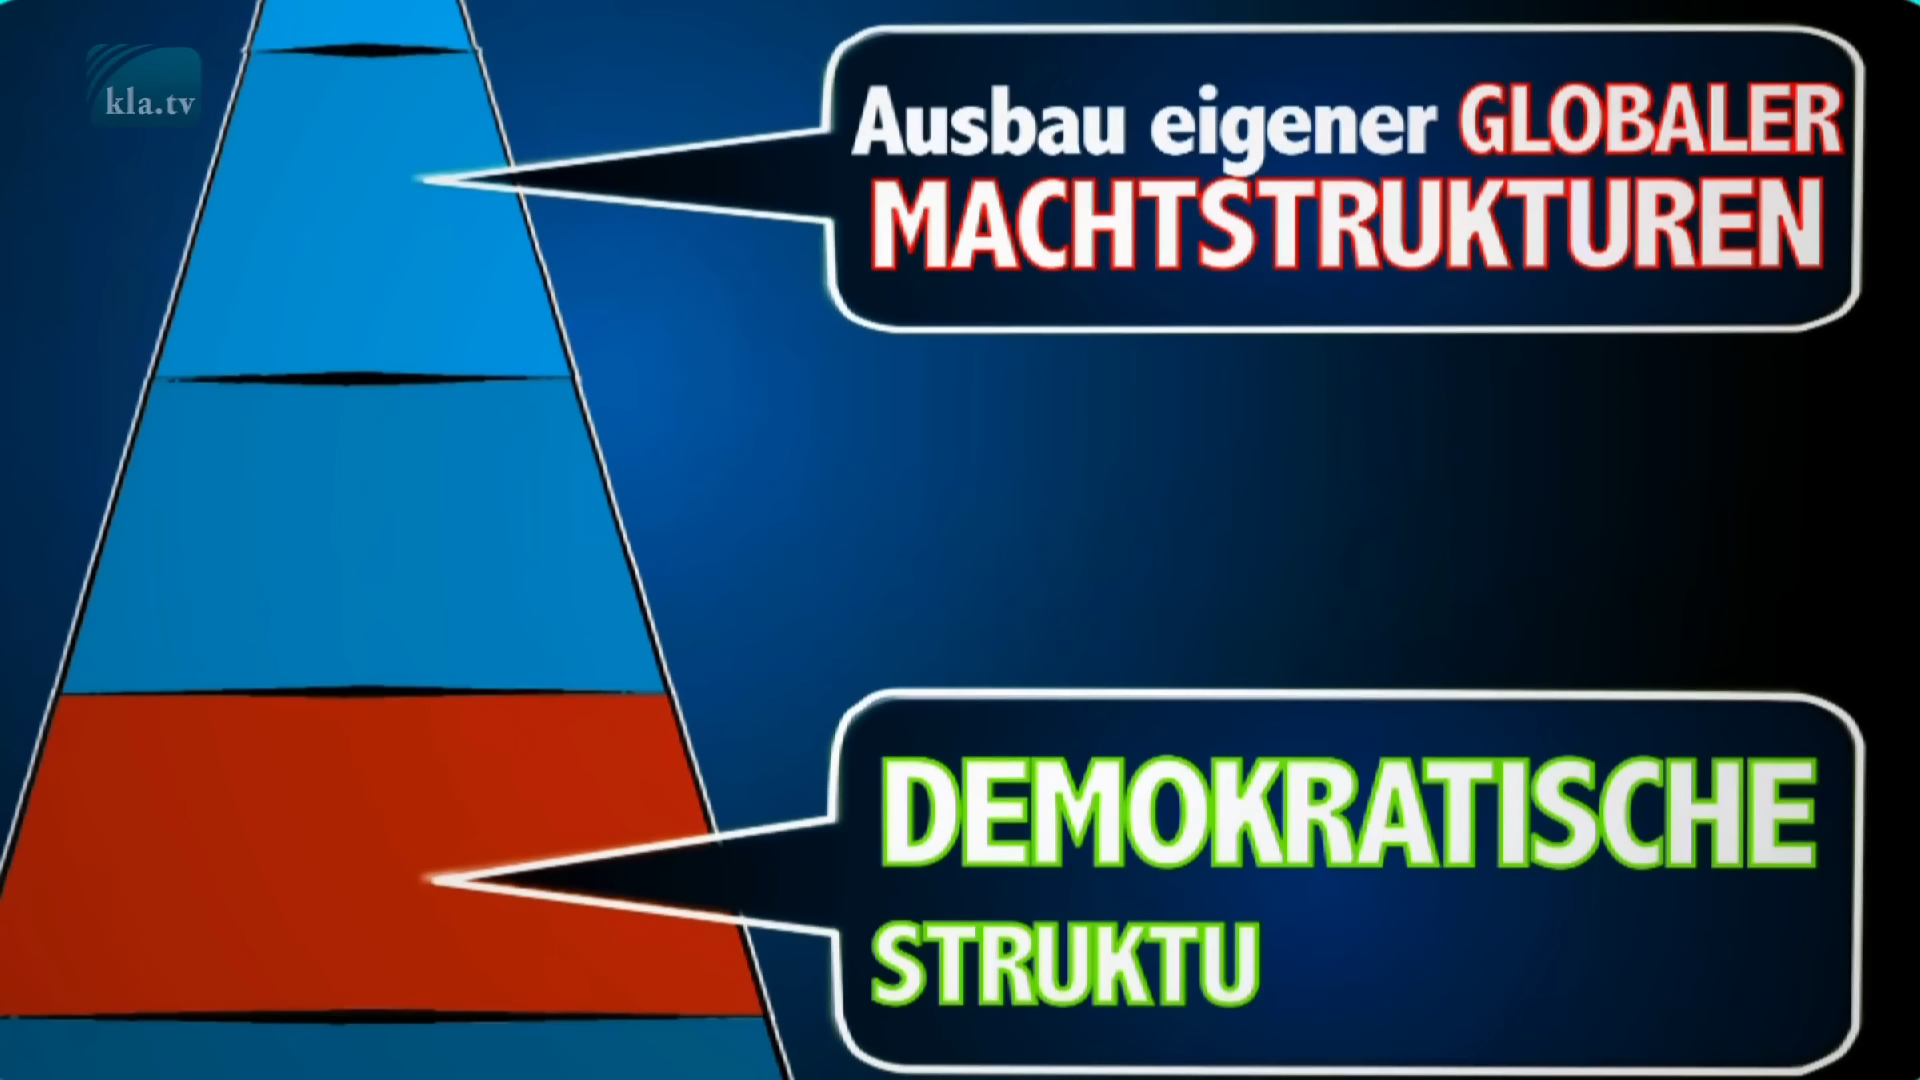 kla.tv
Ausbau eigener GLOBALER
MACHTSTRUKTUREN
DEMOKRATISCHE
STRUKTU